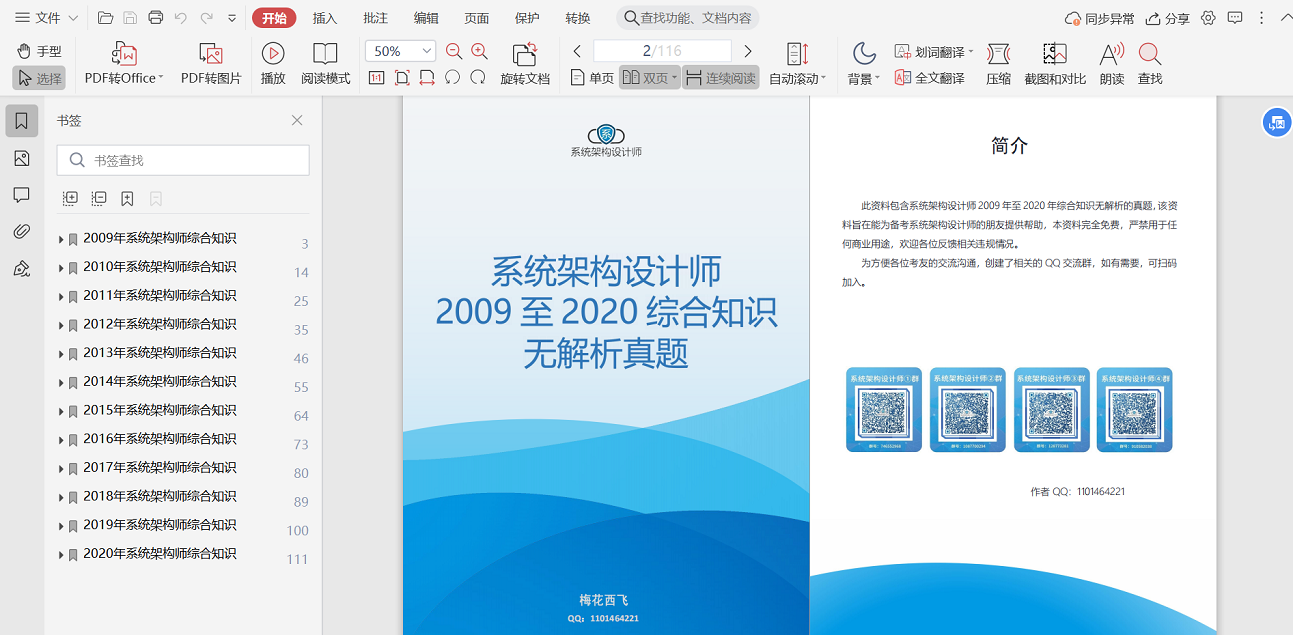 文件
开始 插入 批注 编辑 页面 保护 转换 查找功能、文档内容
同步异常 分享
手型
选择
PDF转Office
PDF转图片
播放
阅读模式
50%
1:1
旋转文档
2/116
单页 双页 连续阅读
自动滚动
背景
划词翻译
全文翻译
压缩
截图和对比
朗读
查找
书签
书签查找
2009年系统架构师综合知识 3
2010年系统架构师综合知识 14
2011年系统架构师综合知识 25
2012年系统架构师综合知识 35
2013年系统架构师综合知识 46
2014年系统架构师综合知识 55
2015年系统架构师综合知识 64
2016年系统架构师综合知识 73
2017年系统架构师综合知识 80
2018年系统架构师综合知识 89
2019年系统架构师综合知识 100
2020年系统架构师综合知识 111
系
系统架构设计师
系统架构设计师
2009 至 2020 综合知识
无解析真题
梅花西飞
QQ：1101464221
简介
此资料包含系统架构设计师 2009 年至 2020 年综合知识无解析的真题，该资
料旨在能为备考系统架构设计师的朋友提供帮助，本资料完全免费，严禁用于任
何商业用途，欢迎各位反馈相关违规情况。
为方便各位考友的交流沟通，创建了相关的 QQ 交流群，如有需要，可扫码
加入。
系统架构设计师①群
系统架构设计师②群
系统架构设计师③群
系统架构设计师④群
作者 QQ：1101464221